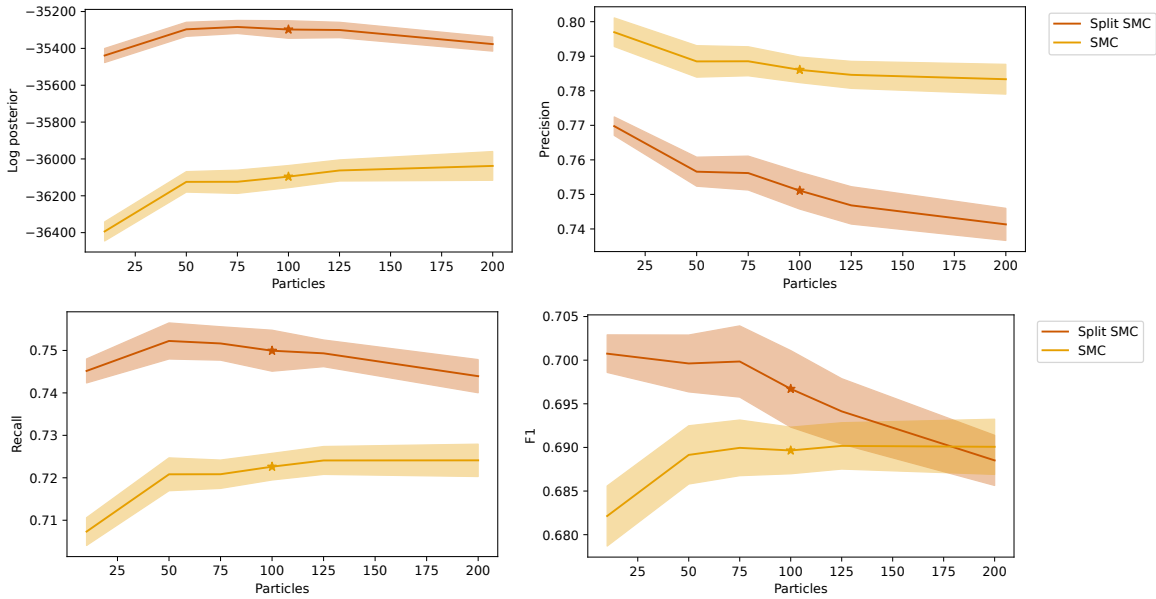 −35200
−35400
−35600
−35800
−36000
−36200
−36400
Log posterior
25 50 75 100 125 150 175 200
Particles
0.80
0.79
0.78
0.77
0.76
0.75
0.74
Precision
25 50 75 100 125 150 175 200
Particles
Split SMC
SMC
0.75
0.74
0.73
0.72
0.71
Recall
25 50 75 100 125 150 175 200
Particles
0.705
0.700
0.695
0.690
0.685
0.680
F1
25 50 75 100 125 150 175 200
Particles
Split SMC
SMC